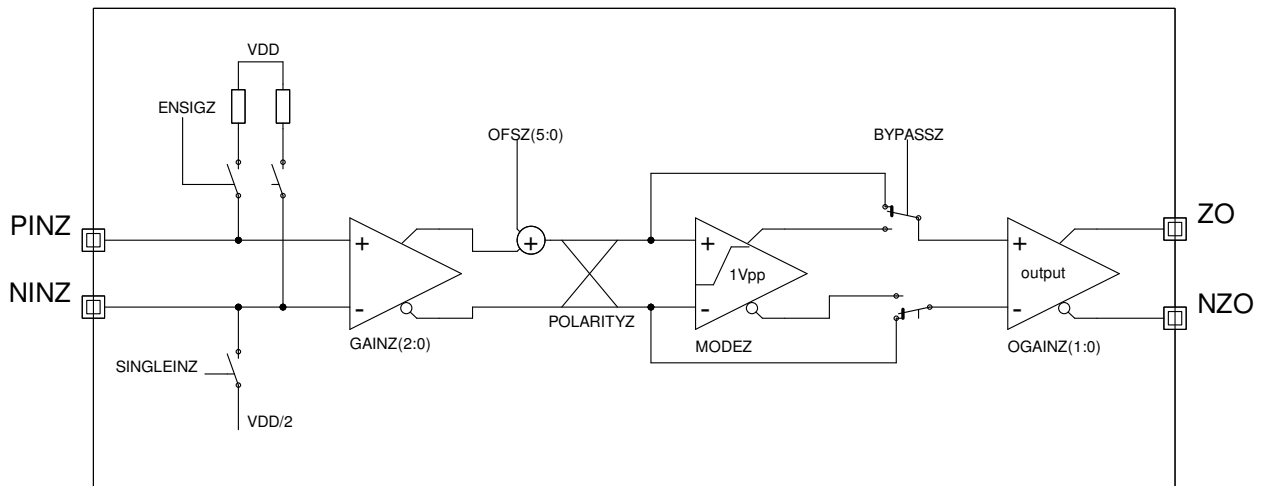 VDD
ENSIGZ
OFSZ(5:0)
BYPASSZ
PINZ
ZO
+
+
+
+
1Vpp
output
NINZ
NZO
-
-
-
POLARITYZ
GAINZ(2:0)
MODEZ
OGAINZ(1:0)
SINGLEINZ
VDD/2